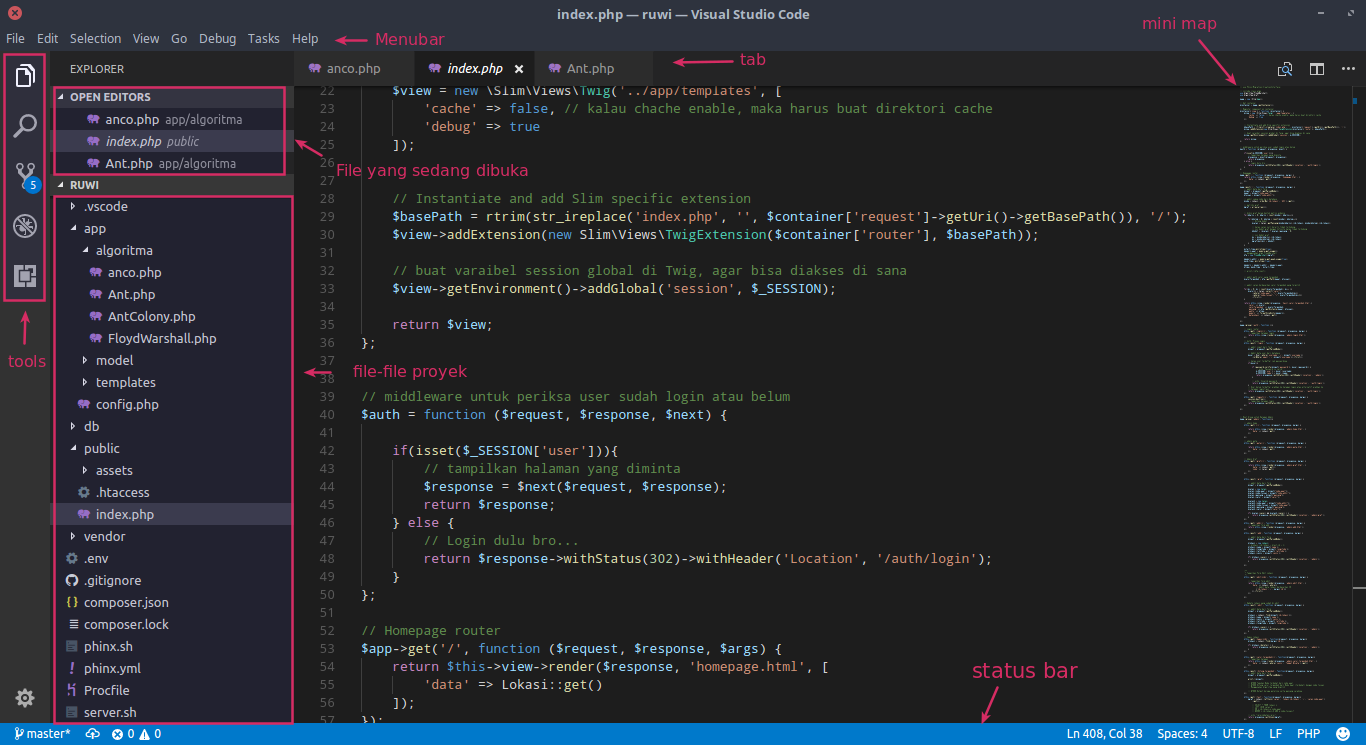 index.php — ruwi — Visual Studio Code
File Edit Selection View Go Debug Tasks Help
Menubar
mini map
tab
EXPLORER
anco.php
index.php
Ant.php
OPEN EDITORS
anco.php app/algoritma
index.php public
Ant.php app/algoritma
File yang sedang dibuka
5
tools
RUWI
.vscode
app
algoritma
anco.php
Ant.php
AntColony.php
FloydWarshall.php
model
templates
config.php
db
public
assets
.htaccess
index.php
vendor
.env
.gitignore
composer.json
composer.lock
phinx.sh
phinx.yml
Procfile
server.sh
file-file proyek
22 $view = new \Slim\Views\Twig('../app/templates', [
23 'cache' => false, // kalau chache enable, maka harus buat direktori cache
24 'debug' => true
25 ]);
26
27
28 // Instantiate and add Slim specific extension
29 $basePath = rtrim(str_ireplace('index.php', '', $container['request']->getUri()->getBasePath()), '/');
30 $view->addExtension(new Slim\Views\TwigExtension($container['router'], $basePath));
31
32 // buat varaibel session global di Twig, agar bisa diakses di sana
33 $view->getEnvironment()->addGlobal('session', $_SESSION);
34
35 return $view;
36 };
37
38
39 // middleware untuk periksa user sudah login atau belum
40 $auth = function ($request, $response, $next) {
41
42 if(isset($_SESSION['user'])){
43 // tampilkan halaman yang diminta
44 $response = $next($request, $response);
45 return $response;
46 } else {
47 // Login dulu bro...
48 return $response->withStatus(302)->withHeader('Location', '/auth/login');
49 }
50 };
51
52 // Homepage router
53 $app->get('/', function ($request, $response, $args) {
54 return $this->view->render($response, 'homepage.html', [
55 'data' => Lokasi::get()
56 ]);
57 });
status bar
master* 0 0
Ln 408, Col 38 Spaces: 4 UTF-8 LF PHP